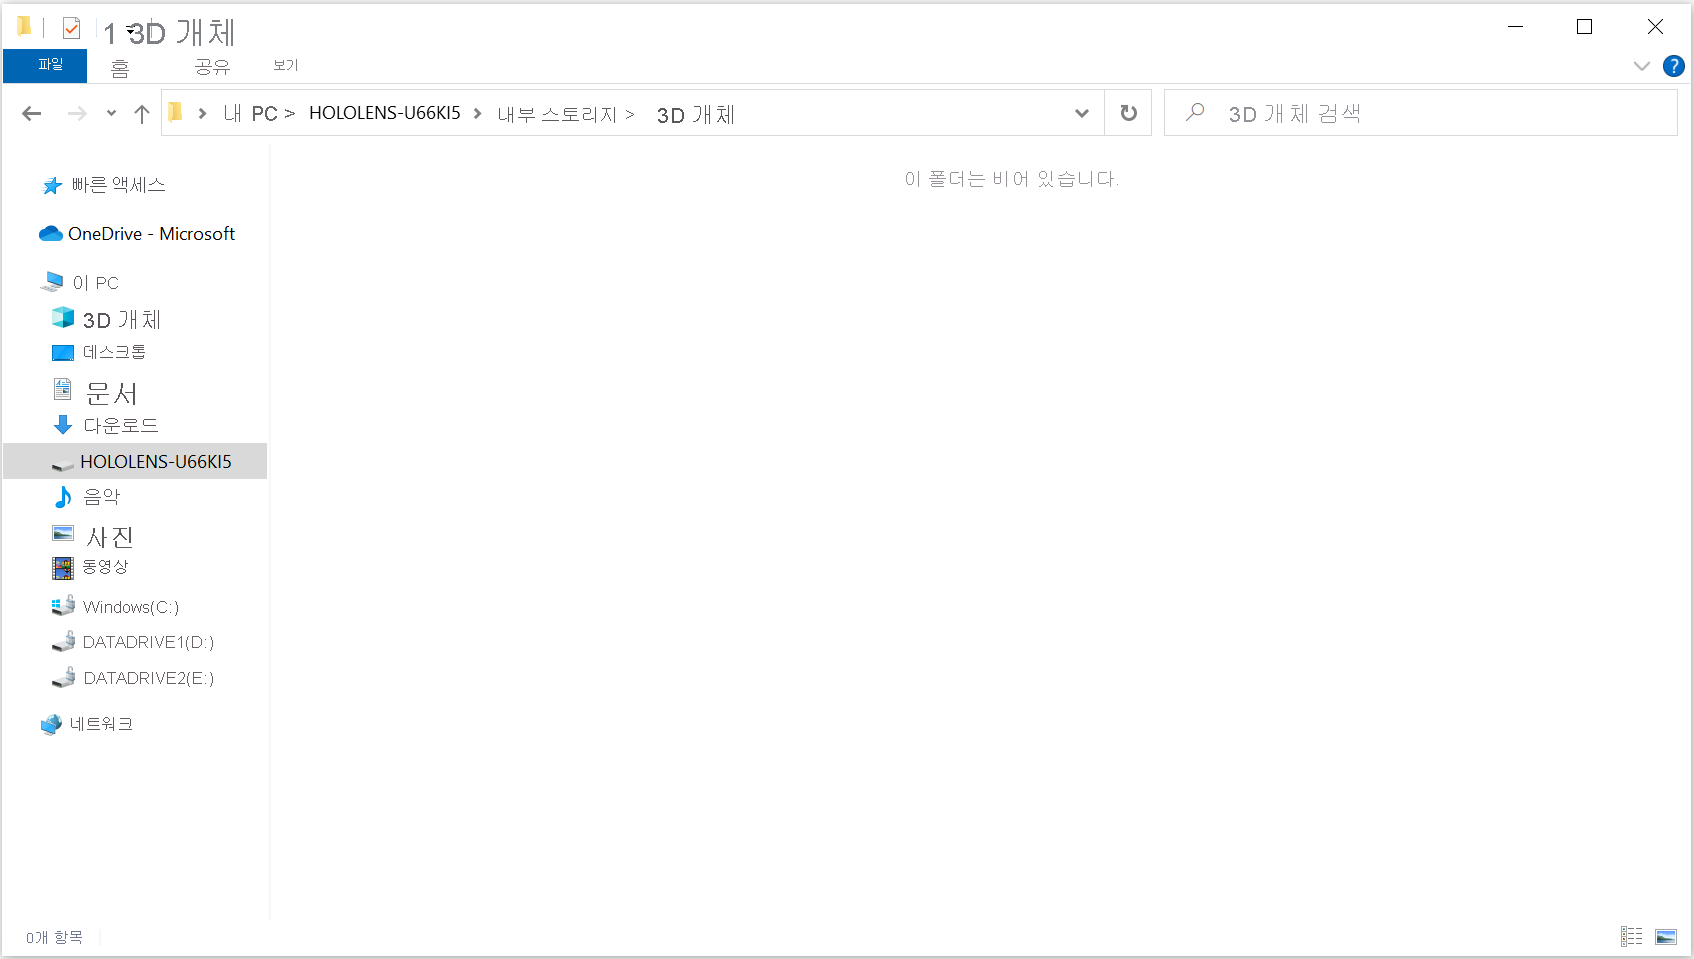 1 3D 개체
파일 홈 공유 보기
내 PC > HOLOLENS-U66KI5 > 내부 스토리지 > 3D 개체
3D 개체 검색
이 폴더는 비어 있습니다.
빠른 액세스
OneDrive - Microsoft
이 PC
3D 개체
데스크톱
문서
다운로드
HOLOLENS-U66KI5
음악
사진
동영상
Windows(C:)
DATADRIVE1(D:)
DATADRIVE2(E:)
네트워크
0개 항목